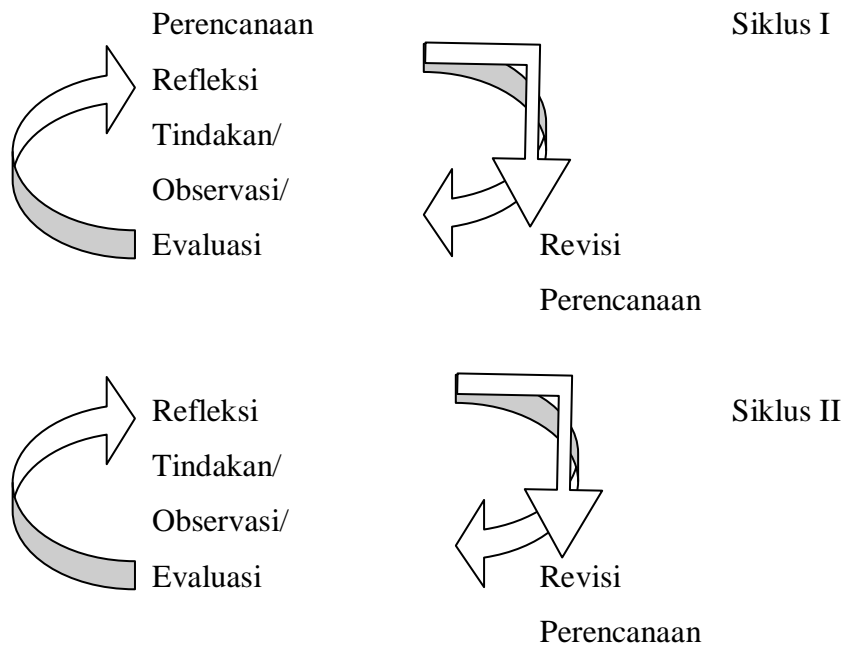 Perencanaan Siklus I
Refleksi
Tindakan/
Observasi/
Evaluasi Revisi
Perencanaan
Refleksi Siklus II
Tindakan/
Observasi/
Evaluasi Revisi
Perencanaan